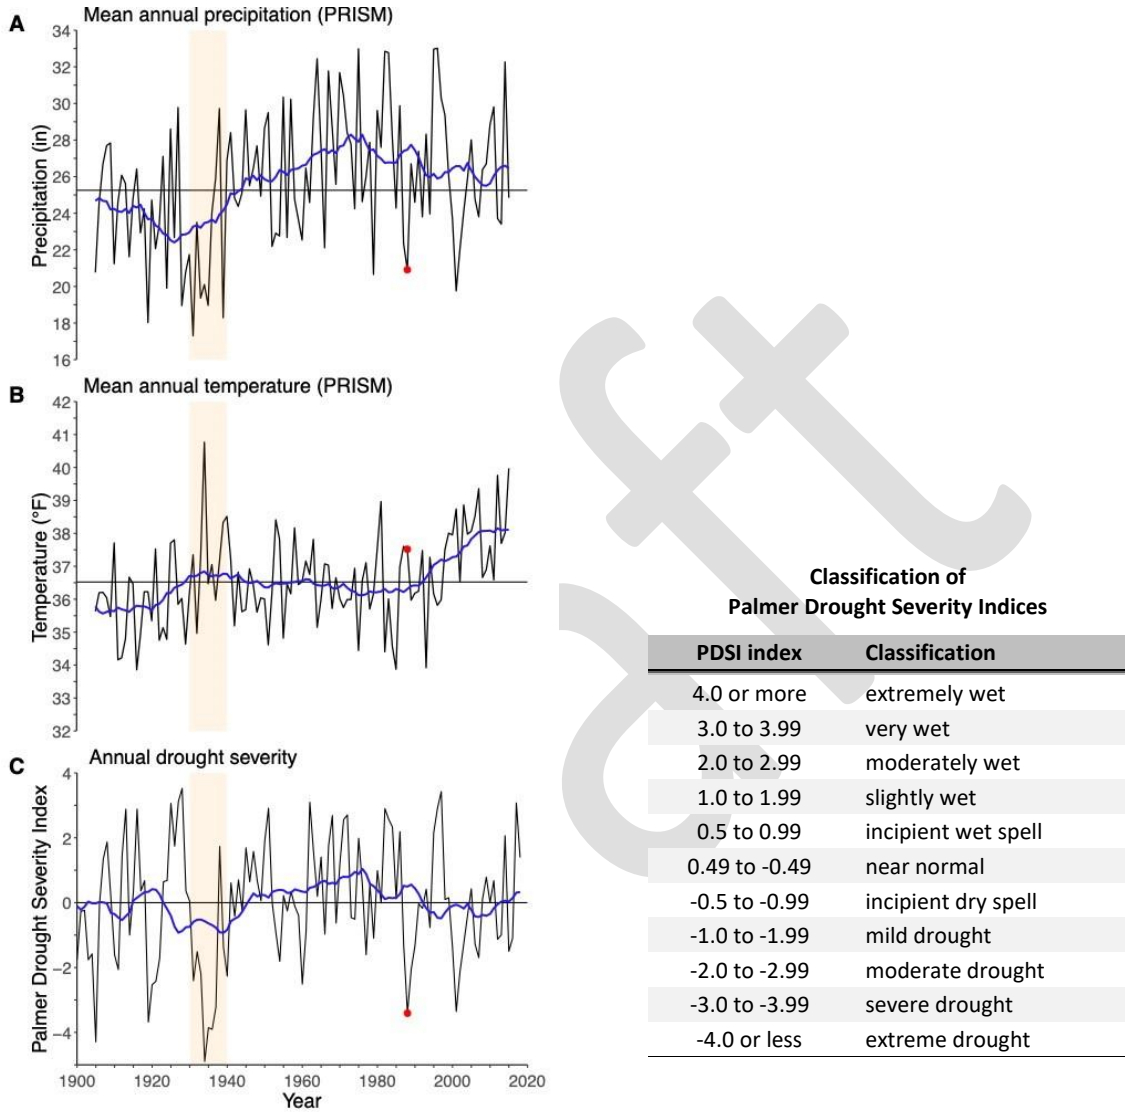 A
Mean annual precipitation (PRISM)
Precipitation (in)
34
32
30
28
26
24
22
20
18
16
B
Mean annual temperature (PRISM)
Temperature (°F)
42
41
40
39
38
37
36
35
34
33
32
C
Annual drought severity
Palmer Drought Severity Index
4
2
0
−2
−4
1900 1920 1940 1960 1980 2000 2020
Year
Classification of
Palmer Drought Severity Indices
PDSI index Classification
4.0 or more extremely wet
3.0 to 3.99 very wet
2.0 to 2.99 moderately wet
1.0 to 1.99 slightly wet
0.5 to 0.99 incipient wet spell
0.49 to -0.49 near normal
-0.5 to -0.99 incipient dry spell
-1.0 to -1.99 mild drought
-2.0 to -2.99 moderate drought
-3.0 to -3.99 severe drought
-4.0 or less extreme drought